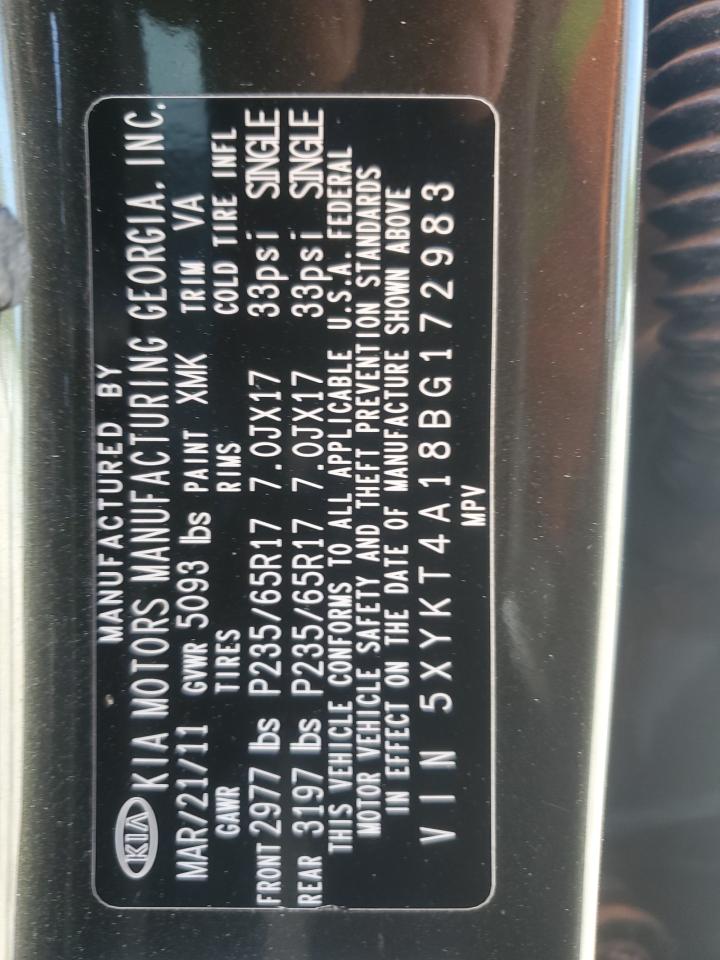 MANUFACTURED BY
KIA KIA MOTORS MANUFACTURING GEORGIA, INC.
MAR/21/11 GVWR 5093 lbs PAINT XMK TRIM VA
GAWR TIRES RIMS COLD TIRE INFL
FRONT 2977 lbs P235/65R17 7.0JX17 33psi SINGLE
REAR 3197 lbs P235/65R17 7.0JX17 33psi SINGLE
THIS VEHICLE CONFORMS TO ALL APPLICABLE U.S.A. FEDERAL
MOTOR VEHICLE SAFETY AND THEFT PREVENTION STANDARDS
IN EFFECT ON THE DATE OF MANUFACTURE SHOWN ABOVE
VIN 5XYKT4A18BG172983
MPV